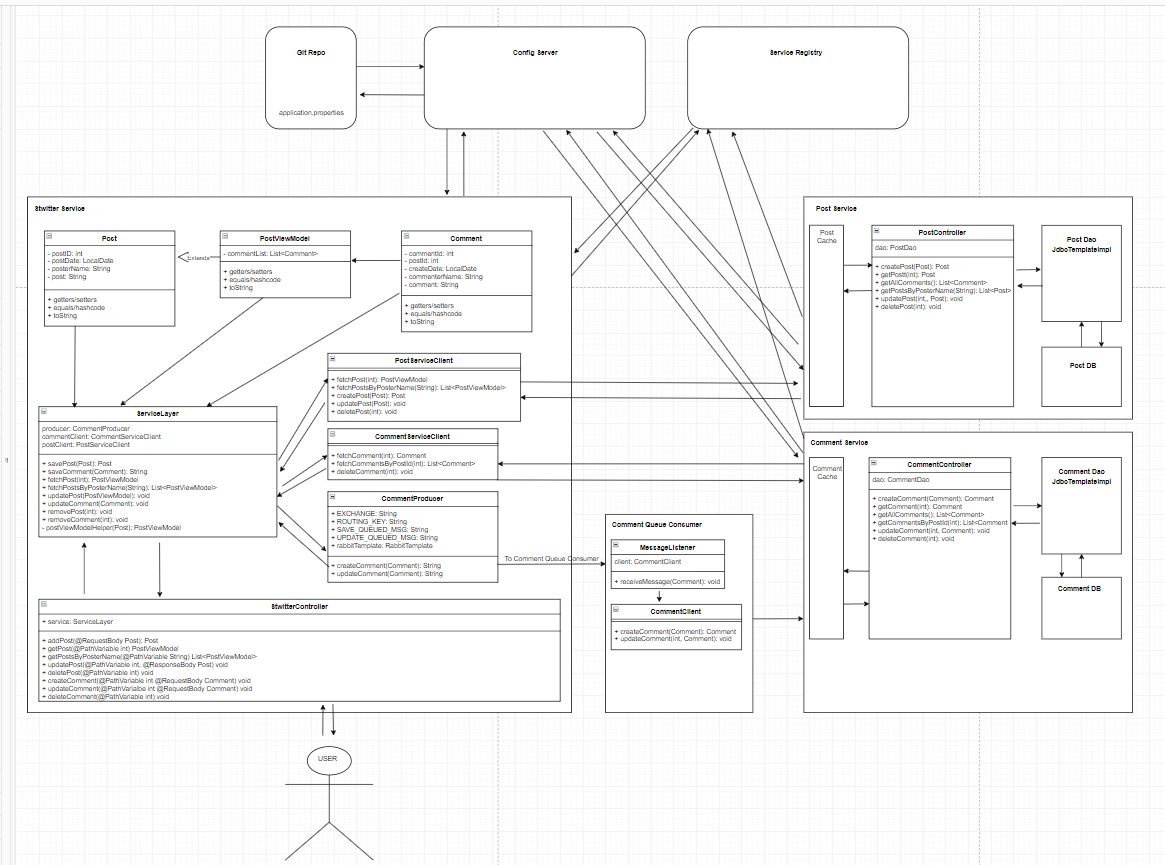 Git Repo
application.properties
Config Server
Service Registry
Stwitter Service
Post
- postID: int
- postDate: LocalDate
- posterName: String
- post: String
+ getters/setters
+ equals/hashcode
+ toString
Extends
PostViewModel
- commentList: List<Comment>
+ getters/setters
+ equals/hashcode
+ toString
Comment
- commentId: int
- postId: int
- createDate: LocalDate
- commenterName: String
- comment: String
+ getters/setters
+ equals/hashcode
+ toString
PostServiceClient
+ fetchPost(int): PostViewModel
+ fetchPostsByPosterName(String): List<PostViewModel>
+ createPost(Post): Post
+ updatePost(Post): void
+ deletePost(int): void
ServiceLayer
producer: CommentProducer
commentClient: CommentServiceClient
postClient: PostServiceClient
+ savePost(Post): Post
+ saveComment(Comment): String
+ fetchPost(int): PostViewModel
+ fetchPostsByPosterName(String): List<PostViewModel>
+ updatePost(PostViewModel): void
+ updateComment(Comment): void
+ removePost(int): void
+ removeComment(int): void
- postViewModelHelper(Post): PostViewModel
CommentServiceClient
+ fetchComment(int): Comment
+ fetchCommentsByPostId(int): List<Comment>
+ deleteComment(int): void
CommentProducer
+ EXCHANGE: String
+ ROUTING_KEY: String
+ SAVE_QUEUED_MSG: String
+ UPDATE_QUEUED_MSG: String
+ rabbitTemplate: RabbitTemplate
+ createComment(Comment): String
+ updateComment(Comment): String
To Comment Queue Consumer
StwitterController
+ service: ServiceLayer
+ addPost(@RequestBody Post): Post
+ getPost(@PathVariable int) PostViewModel
+ getPostsByPosterName(@PathVariable String) List<PostViewModel>
+ updatePost(@PathVariable int, @ResponseBody Post) void
+ deletePost(@PathVariable int) void
+ createComment(@PathVariable int @RequestBody Comment) void
+ updateComment(@PathVarialbe int @RequestBody Comment) void
+ deleteComment(@PathVariable int) void
Comment Queue Consumer
MessageListener
client: CommentClient
+ receiveMessage(Comment): void
CommentClient
+ createComment(Comment): Comment
+ updateComment(int, Comment): void
Post Service
Post
Cache
PostController
dao: PostDao
+ createPost(Post): Post
+ getPostt(int): Post
+ getAllComments(): List<Comment>
+ getPostsByPosterName(String): List<Post>
+ updatePost(int,, Post): void
+ deletePost(int): void
Post Dao
JdboTemplateImpl
Post DB
Comment Service
Comment
Cache
CommentController
dao: CommentDao
+ createComment(Comment): Comment
+ getComment(int): Comment
+ getAllComments(): List<Comment>
+ getCommentsByPostId(int): List<Comment
+ updateComment(int, Comment): void
+ deleteComment(int): void
Comment Dao
JdboTemplateImpl
Comment DB
USER